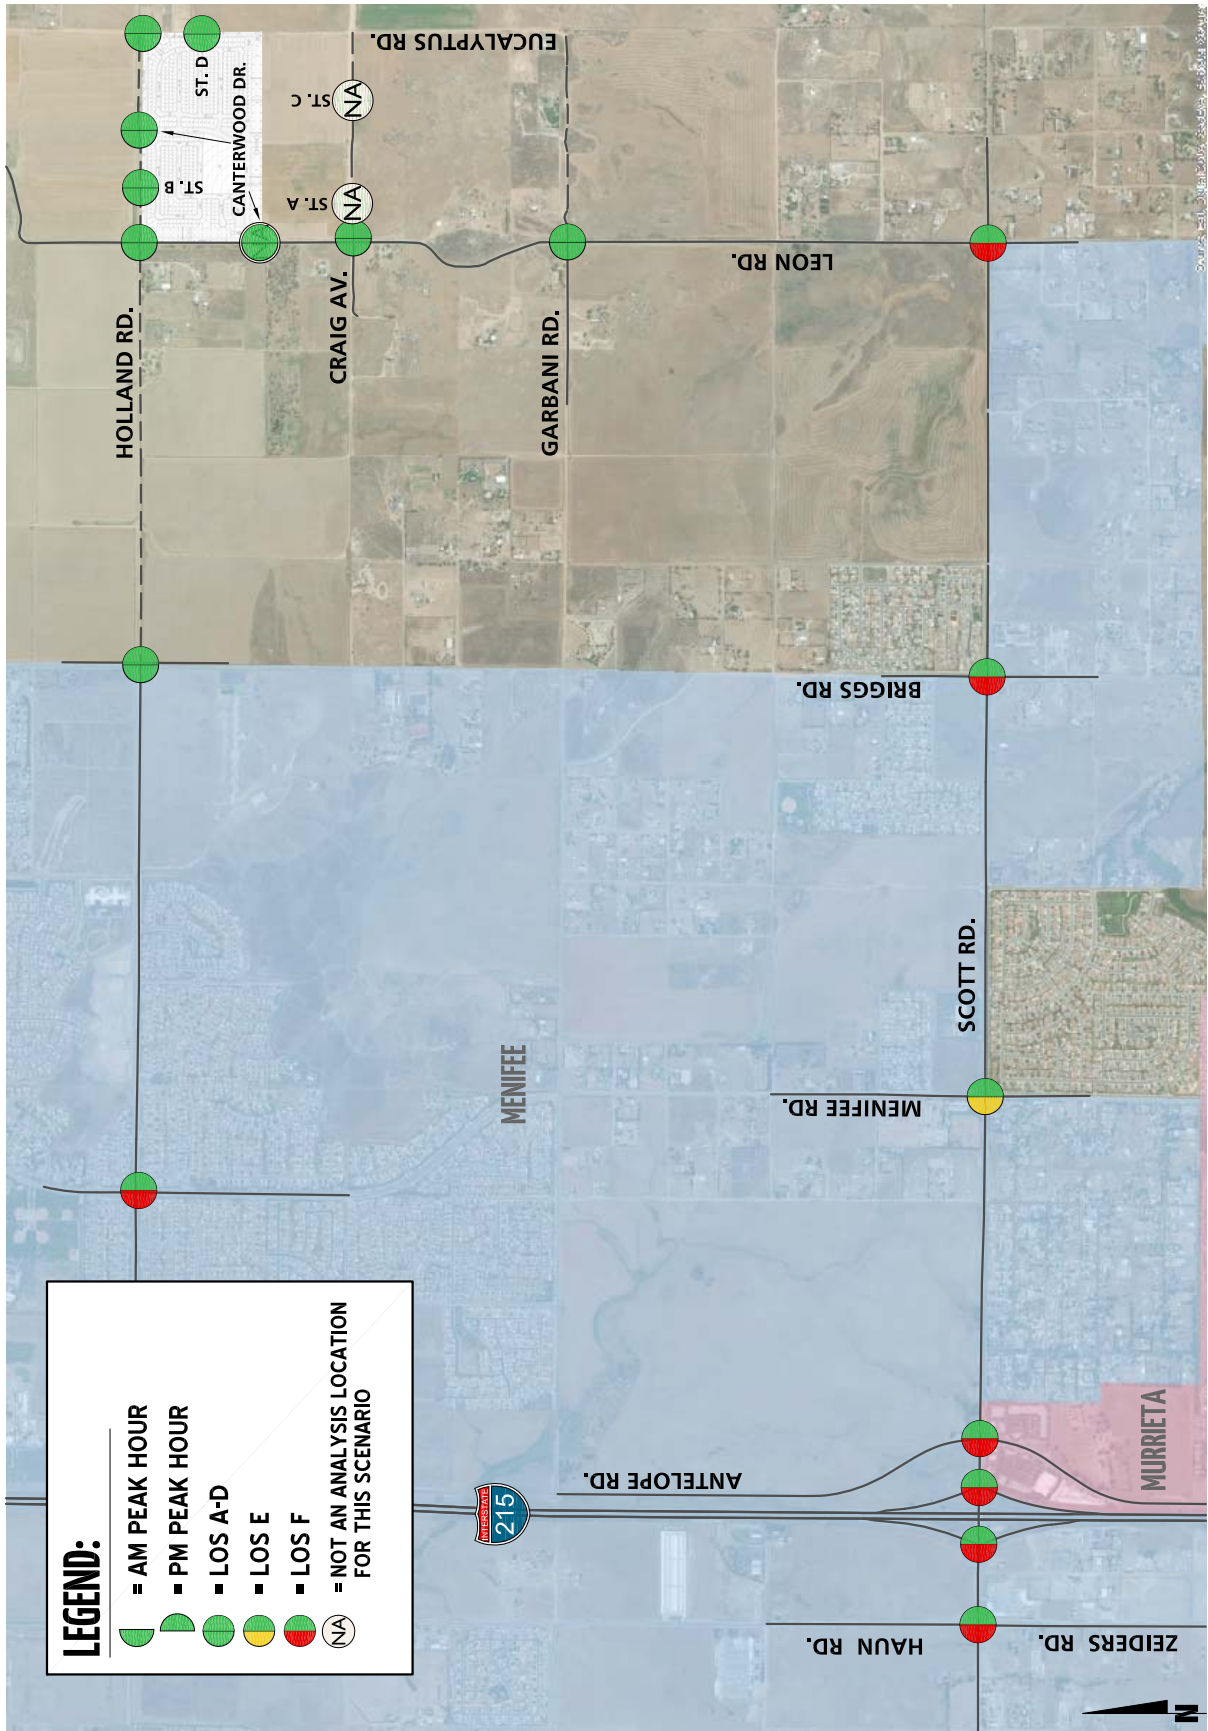 LEGEND:
= AM PEAK HOUR
= PM PEAK HOUR
= LOS A-D
= LOS E
= LOS F
NA
= NOT AN ANALYSIS LOCATION
FOR THIS SCENARIO
HOLLAND RD.
ST. B
CANTERWOOD DR.
ST. D
EUCALYPTUS RD.
NA
CRAIG AV.
ST. A
NA
ST. C
NA
GARBANI RD.
LEON RD.
BRIGGS RD.
SCOTT RD.
MENIFEE RD.
MENIFEE
INTERSTATE
215
ANTELOPE RD.
MURRIETA
HAUN RD.
ZEIDERS RD.
N